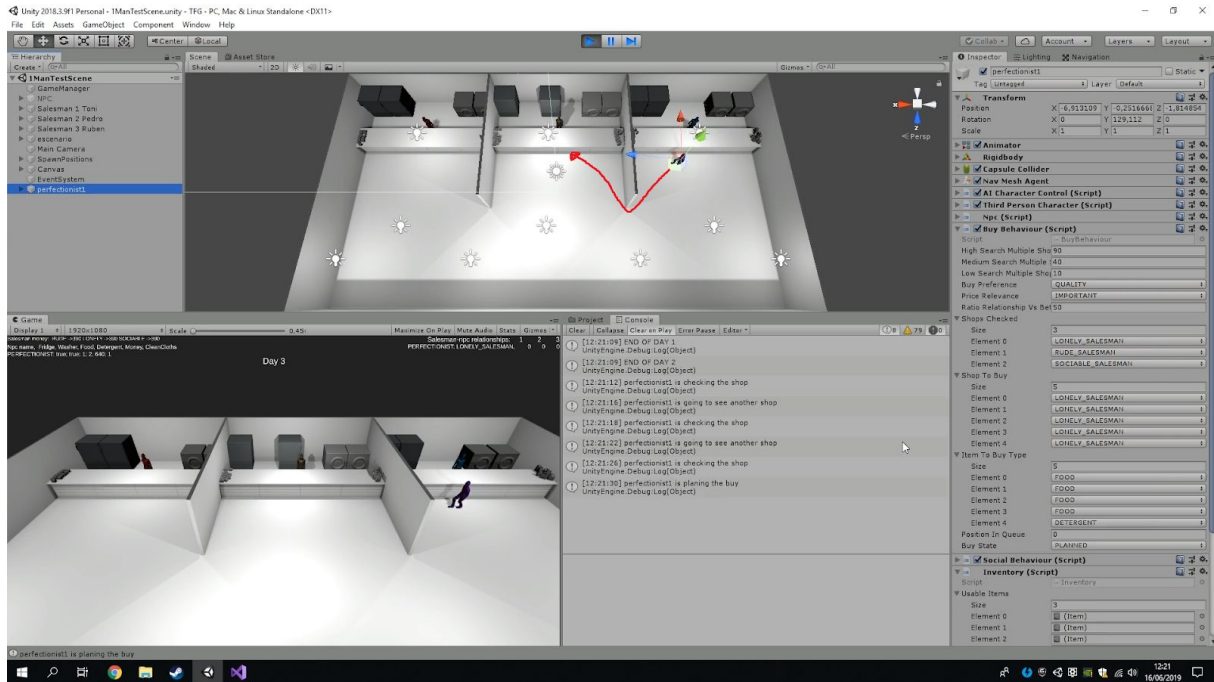 Unity 2018.3.9f1 Personal - 1ManTestScene.unity - TFG - PC, Mac & Linux Standalone <DX11>
File Edit Assets GameObject Component Window Help
Center Local
Collab Account Layers Layout
Hierarchy
Create All
1ManTestScene
GameManager
NPC
Salesman 1 Toni
Salesman 2 Pedro
Salesman 3 Ruben
escenario
Main Camera
SpawnPositions
Canvas
EventSystem
perfectionist1
Scene Asset Store
Shaded 2D Gizmos All
z
Persp
Game
Display 1 1920x1080 Scale 0.45x Maximize On Play Mute Audio Stats Gizmos
Npc name, Fridge, Washer, Food, Detergent, Money, CleanCloths
PERFECTIONIST: true; true; 1; 2; 640; 1
Salesman-npc relationships: 1 2 3
PERFECTIONIST: LONELY_SALESMAN. 0 0 0
Day 3
Project Console
Clear Collapse Clear on Play Error Pause Editor 8 79 0
[12:21:09] END OF DAY 1
UnityEngine.Debug:Log(Object)
[12:21:09] END OF DAY 2
UnityEngine.Debug:Log(Object)
[12:21:12] perfectionist1 is checking the shop
UnityEngine.Debug:Log(Object)
[12:21:16] perfectionist1 is going to see another shop
UnityEngine.Debug:Log(Object)
[12:21:18] perfectionist1 is checking the shop
UnityEngine.Debug:Log(Object)
[12:21:22] perfectionist1 is going to see another shop
UnityEngine.Debug:Log(Object)
[12:21:26] perfectionist1 is checking the shop
UnityEngine.Debug:Log(Object)
[12:21:30] perfectionist1 is planing the buy
UnityEngine.Debug:Log(Object)
Inspector Lighting Navigation
perfectionist1 Static
Tag Untagged Layer Default
Transform
Position X -6,913109 Y -0,2516668 Z -1,814854
Rotation X 0 Y 129,112 Z 0
Scale X 1 Y 1 Z 1
Animator
Rigidbody
Capsule Collider
Nav Mesh Agent
AI Character Control (Script)
Third Person Character (Script)
Npc (Script)
Buy Behaviour (Script)
Script BuyBehaviour
High Search Multiple Sho 90
Medium Search Multiple 40
Low Search Multiple Sho 10
Buy Preference QUALITY
Price Relevance IMPORTANT
Ratio Relationship Vs Bet 50
Shops Checked
Size 3
Element 0 LONELY_SALESMAN
Element 1 RUDE_SALESMAN
Element 2 SOCIABLE_SALESMAN
Shop To Buy
Size 5
Element 0 LONELY_SALESMAN
Element 1 LONELY_SALESMAN
Element 2 LONELY_SALESMAN
Element 3 LONELY_SALESMAN
Element 4 LONELY_SALESMAN
Item To Buy Type
Size 5
Element 0 FOOD
Element 1 FOOD
Element 2 FOOD
Element 3 FOOD
Element 4 DETERGENT
Position In Queue 0
Buy State PLANNED
Social Behaviour (Script)
Inventory (Script)
Script Inventory
Usable Items
Size 3
Element 0 (Item)
Element 1 (Item)
Element 2 (Item)
perfectionist1 is planing the buy
12:21
16/06/2019